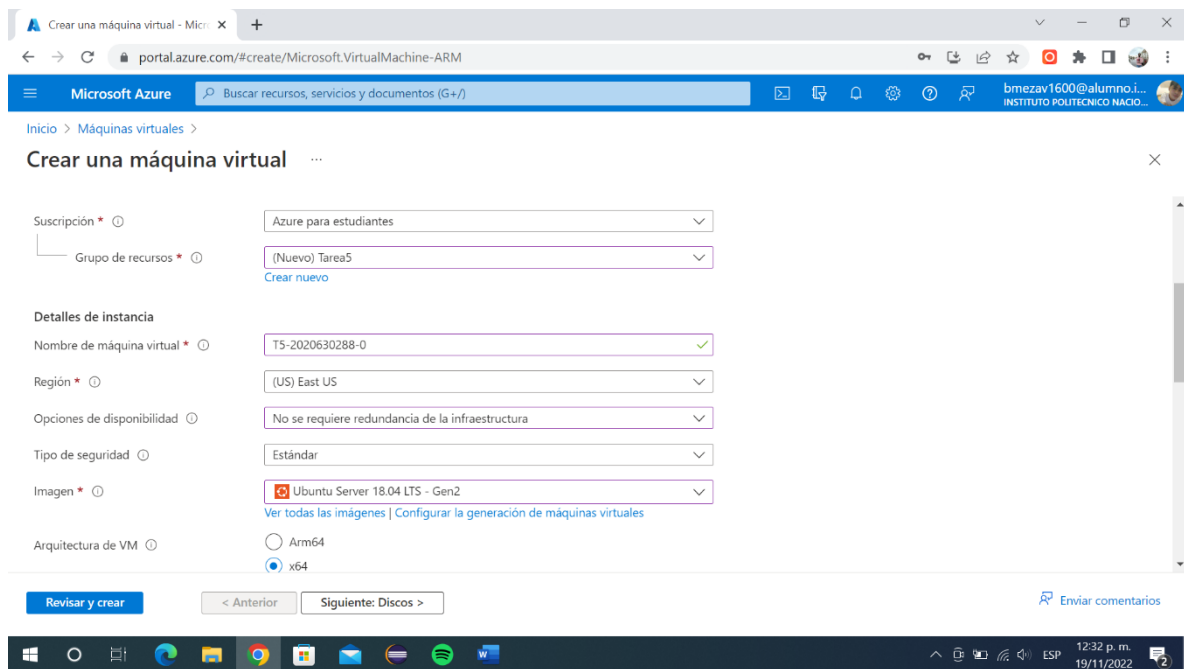 Crear una máquina virtual - Micr
portal.azure.com/#create/Microsoft.VirtualMachine-ARM
Microsoft Azure
Buscar recursos, servicios y documentos (G+/)
bmezav1600@alumno.i...
INSTITUTO POLITECNICO NACIO...
Inicio > Máquinas virtuales >
Crear una máquina virtual ...
Suscripción *
Azure para estudiantes
Grupo de recursos *
(Nuevo) Tarea5
Crear nuevo
Detalles de instancia
Nombre de máquina virtual *
T5-2020630288-0
Región *
(US) East US
Opciones de disponibilidad
No se requiere redundancia de la infraestructura
Tipo de seguridad
Estándar
Imagen *
Ubuntu Server 18.04 LTS - Gen2
Ver todas las imágenes | Configurar la generación de máquinas virtuales
Arquitectura de VM
Arm64
x64
Revisar y crear
< Anterior
Siguiente: Discos >
Enviar comentarios
ESP
12:32 p. m.
19/11/2022
2